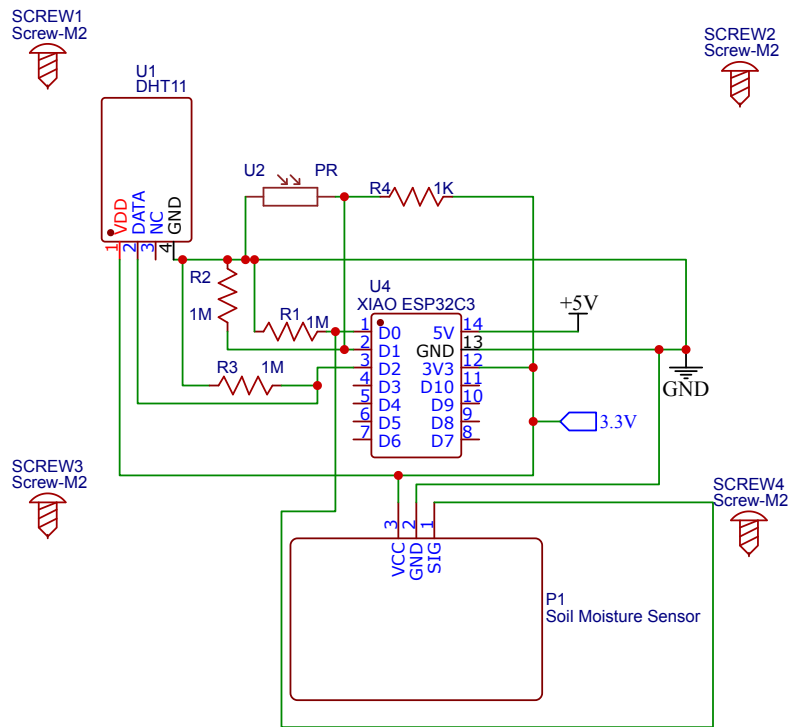 SCREW1
Screw-M2
SCREW2
Screw-M2
U1
DHT11
VDD
DATA
NC
GND
1
2
3
4
U2 PR
R4 1K
R2
1M
R1 1M
R3 1M
U4
XIAO ESP32C3
1 D0 5V 14
2 D1 GND 13
3 D2 3V3 12
4 D3 D10 11
5 D4 D9 10
6 D5 D8 9
7 D6 D7 8
+5V
GND
3.3V
SCREW3
Screw-M2
SCREW4
Screw-M2
3 2 1
VCC
GND
SIG
P1
Soil Moisture Sensor